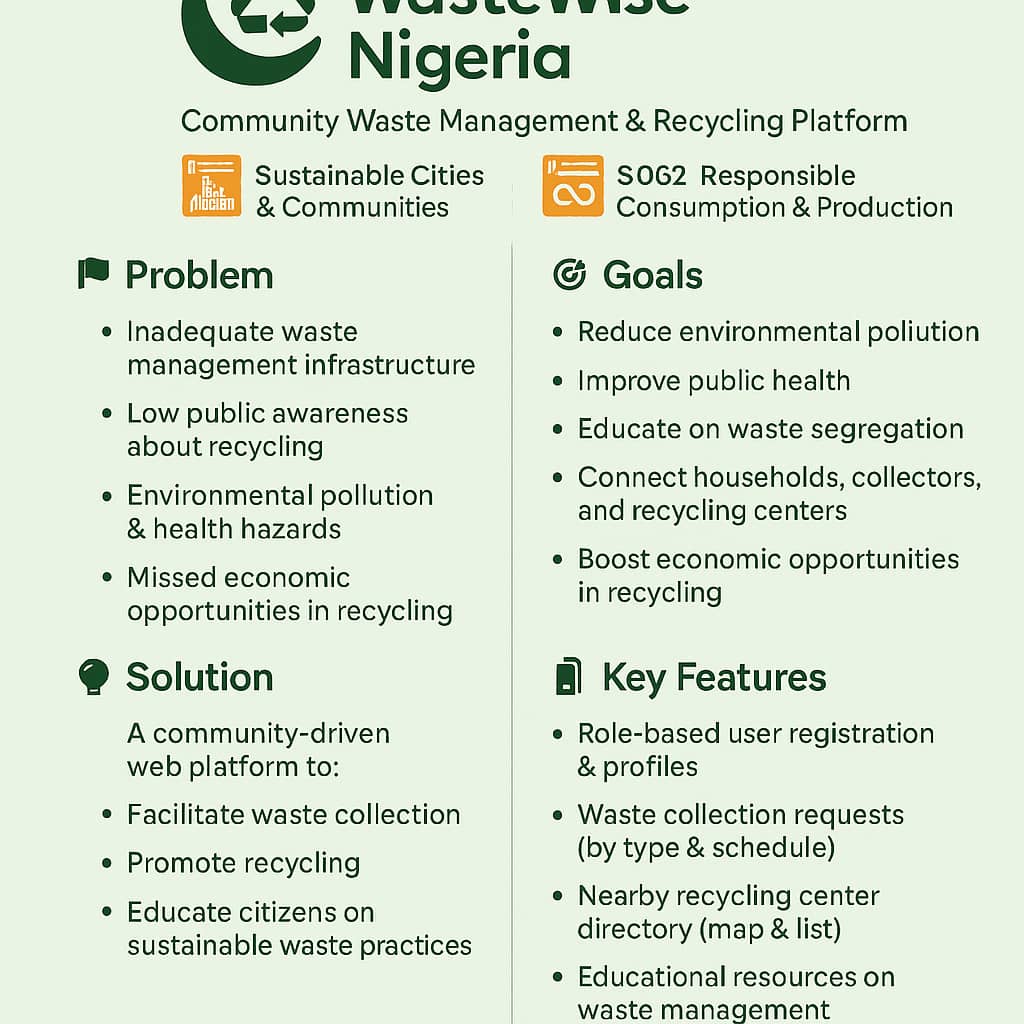 WasteWise
Nigeria
Community Waste Management & Recycling Platform
Sustainable Cities
& Communities
S062 Responsible
Consumption & Production
Problem
• Inadequate waste
management infrastructure
• Low public awareness
about recycling
• Environmental pollution
& health hazards
• Missed economic
opportunities in recycling
Goals
• Reduce environmental poliution
• Improve public health
• Educate on waste segregation
• Connect households, collectors,
and recycling centers
• Boost economic opportunities
in recycling
Solution
A community-driven
web platform to:
• Facilitate waste collection
• Promote recycling
• Educate citizens on
sustainable waste practices
Key Features
• Role-based user registration
& profiles
• Waste collection requests
(by type & schedule)
• Nearby recycling center
directory (map & list)
• Educational resources on
waste management